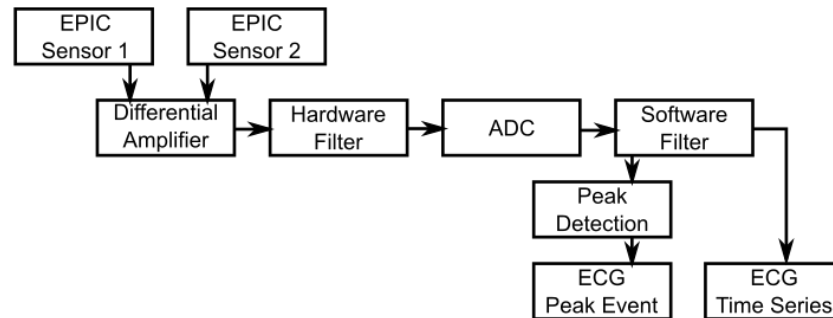 EPIC
Sensor 1
EPIC
Sensor 2
Differential
Amplifier
Hardware
Filter
ADC
Software
Filter
Peak
Detection
ECG
Peak Event
ECG
Time Series